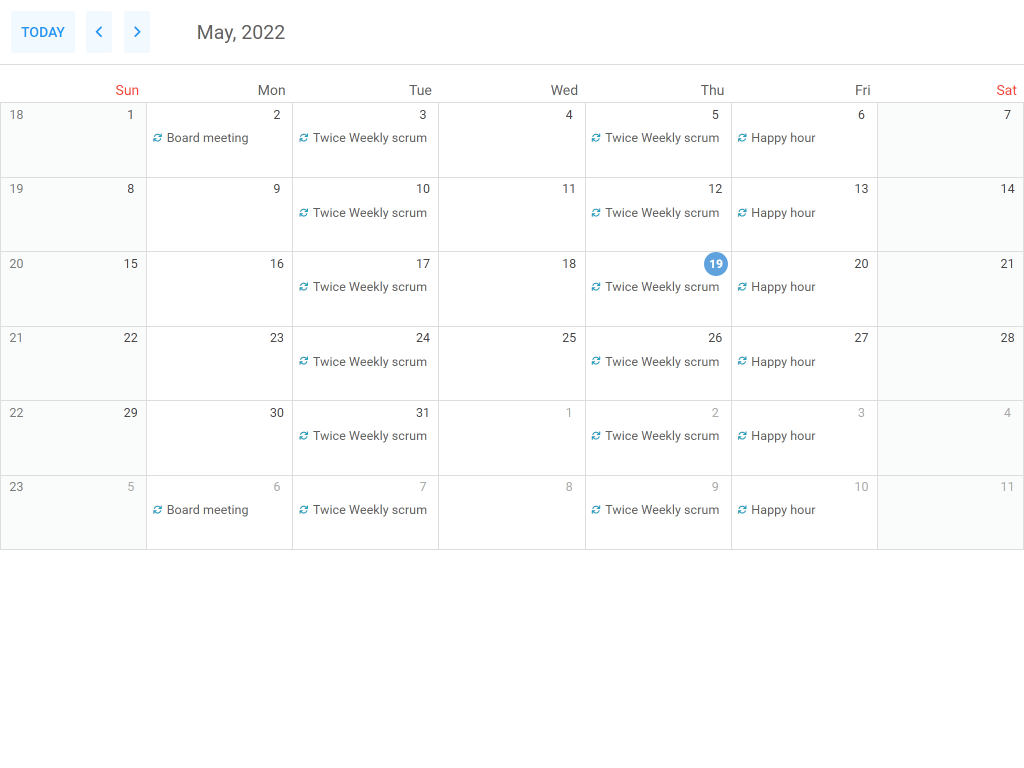 TODAY May, 2022
Sun Mon Tue Wed Thu Fri Sat
18 1 2 3 4 5 6 7
Board meeting Twice Weekly scrum Twice Weekly scrum Happy hour
19 8 9 10 11 12 13 14
Twice Weekly scrum Twice Weekly scrum Happy hour
20 15 16 17 18 19 20 21
Twice Weekly scrum Twice Weekly scrum Happy hour
21 22 23 24 25 26 27 28
Twice Weekly scrum Twice Weekly scrum Happy hour
22 29 30 31 1 2 3 4
Twice Weekly scrum Twice Weekly scrum Happy hour
23 5 6 7 8 9 10 11
Board meeting Twice Weekly scrum Twice Weekly scrum Happy hour